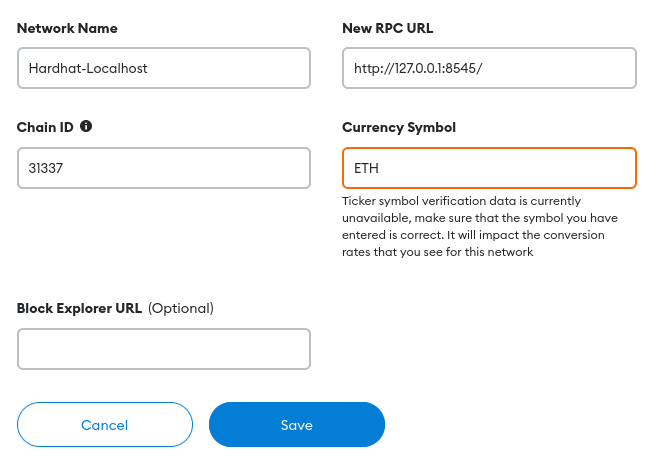 Network Name
New RPC URL
Hardhat-Localhost
http://127.0.0.1:8545/
Chain ID
Currency Symbol
31337
ETH
Ticker symbol verification data is currently
unavailable, make sure that the symbol you have
entered is correct. It will impact the conversion
rates that you see for this network
Block Explorer URL (Optional)
Cancel
Save